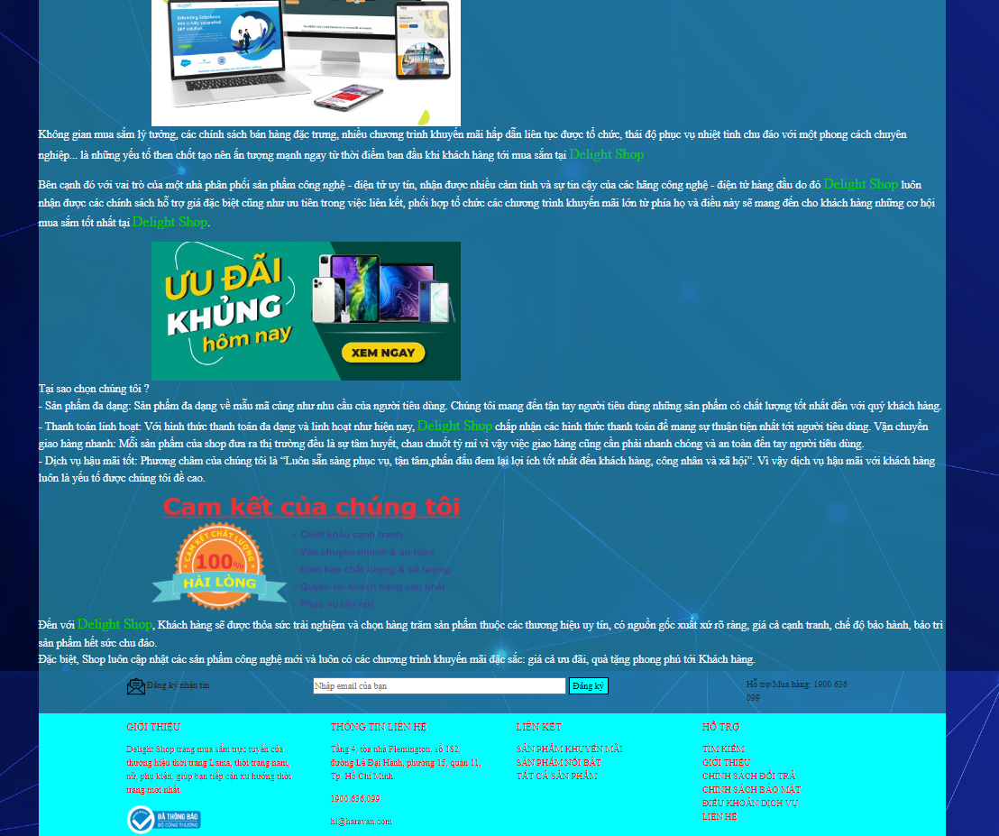 Extending Salesforce
Win a fully supported
ERP solution.
Không gian mua sắm lý tưởng, các chính sách bán hàng đặc trưng, nhiều chương trình khuyến mãi hấp dẫn liên tục được tổ chức, thái độ phục vụ nhiệt tình chu đáo với một phong cách chuyên
nghiệp... là những yếu tố then chốt tạo nên ấn tượng mạnh ngay từ thời điểm ban đầu khi khách hàng tới mua sắm tại Delight Shop
Bên cạnh đó với vai trò của một nhà phân phối sản phẩm công nghệ - điện tử uy tín, nhận được nhiều cảm tình và sự tin cậy của các hãng công nghệ - điện tử hàng đầu do đó Delight Shop luôn
nhận được các chính sách hỗ trợ giá đặc biệt cũng như ưu tiên trong việc liên kết, phối hợp tổ chức các chương trình khuyến mãi lớn từ phía họ và điều này sẽ mang đến cho khách hàng những cơ hội
mua sắm tốt nhất tại Delight Shop.
ƯU ĐÃI
KHỦNG
hôm nay
XEM NGAY
Tại sao chọn chúng tôi ?
- Sản phẩm đa dạng: Sản phẩm đa dạng về mẫu mã củng như nhu cầu của người tiêu dùng. Chúng tôi mang đến tận tay người tiêu dùng những sản phẩm có chất lượng tốt nhất đến với quý khách hàng.
- Thanh toán linh hoạt: Với hình thức thanh toán đa dạng và linh hoạt như hiện nay, Delight Shop chấp nhận các hình thức thanh toán để mang sự thuận tiện nhất tới người tiêu dùng. Vận chuyển
giao hàng nhanh: Mỗi sản phẩm của shop đưa ra thị trường đều là sự tâm huyết, chau chuốt tỷ mỉ vì vậy việc giao hàng cũng cần phải nhanh chóng và an toàn đến tay người tiêu dùng.
- Dịch vụ hậu mãi tốt: Phương châm của chúng tôi là “Luôn sẵn sàng phục vụ, tận tâm,phấn đấu đem lại lợi ích tốt nhất đến khách hàng, công nhân và xã hội”. Vì vậy dịch vụ hậu mãi với khách hàng
luôn là yếu tố được chúng tôi đề cao.
Cam kết của chúng tôi
CAM KẾT CHẤT LƯỢNG
100%
HÀI LÒNG
Chiết khấu cạnh tranh
Vận chuyển nhanh & an toàn
Đảm bảo chất lượng & số lượng
Quyền lợi khách hàng cao nhất
Phục vụ tận nơi
Đến với Delight Shop, Khách hàng sẽ được thỏa sức trải nghiệm và chọn hàng trăm sản phẩm thuộc các thương hiệu uy tín, có nguồn gốc xuất xứ rõ ràng, giá cả cạnh tranh, chế độ bảo hành, bảo trì
sản phẩm hết sức chu đáo.
Đặc biệt, Shop luôn cập nhật các sản phẩm công nghệ mới và luôn có các chương trình khuyến mãi đặc sắc: giá cả ưu đãi, quà tặng phong phú tới Khách hàng.
Đăng ký nhận tin
Nhập email của bạn
Đăng ký
Hỗ trợ/Mua hàng: 1900 636
099
GIỚI THIỆU
Delight Shop trang mua sắm trực tuyến của
thương hiệu thời trang Lama, thời trang nam,
nữ, phụ kiện, giúp bạn tiếp cận xu hướng thời
trang mới nhất.
ĐÃ THÔNG BÁO
BỘ CÔNG THƯƠNG
THÔNG TIN LIÊN HỆ
Tầng 4, tòa nhà Flemington, số 182,
đường Lê Đại Hành, phường 15, quận 11,
Tp. Hồ Chí Minh.
1900.636.099
hi@haravan.com
LIÊN KẾT
SẢN PHẨM KHUYẾN MÃI
SẢN PHẨM NỔI BẬT
TẤT CẢ SẢN PHẨM
HỖ TRỢ
TÌM KIẾM
GIỚI THIỆU
CHÍNH SÁCH ĐỔI TRẢ
CHÍNH SÁCH BẢO MẬT
ĐIỀU KHOẢN DỊCH VỤ
LIÊN HỆ